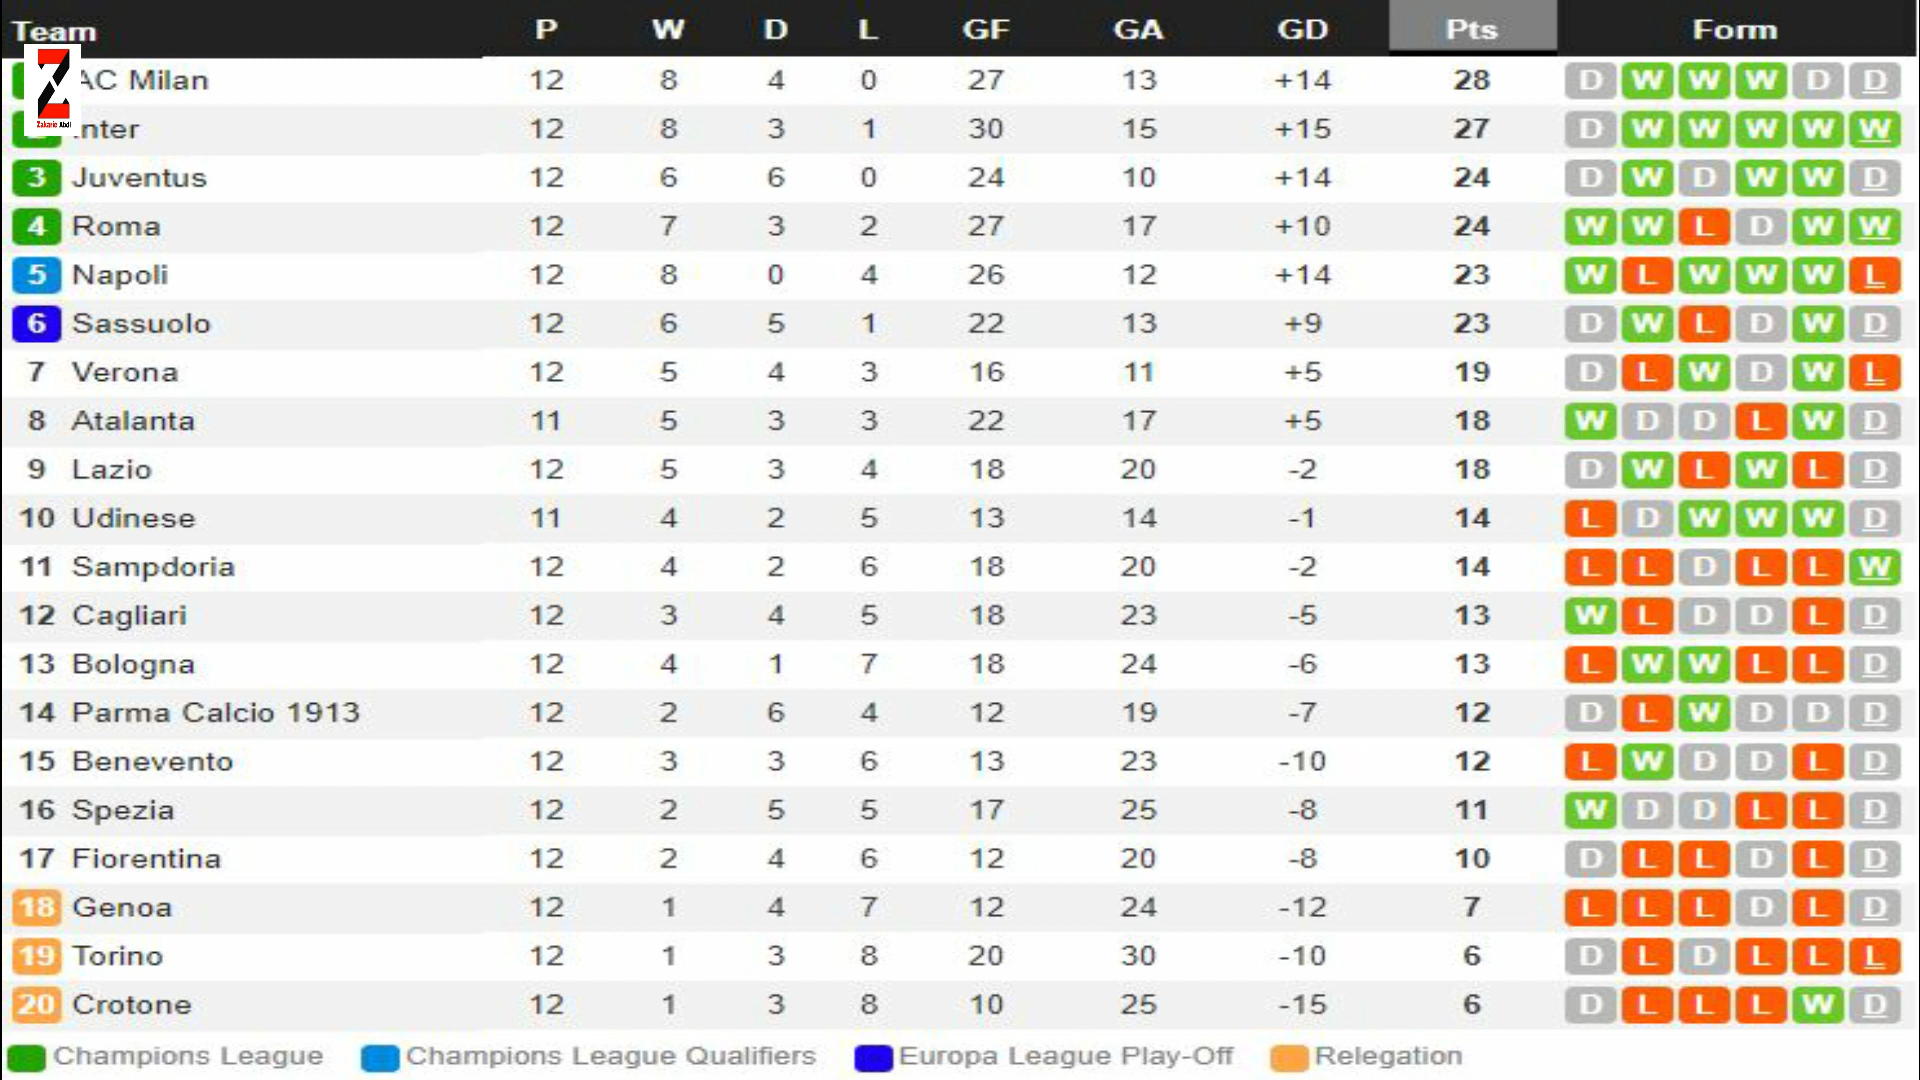 Team P W D L GF GA GD Pts Form
AC Milan 12 8 4 0 27 13 +14 28 D W W W D D
Zakarie Abdi
Inter 12 8 3 1 30 15 +15 27 D W W W W W
3 Juventus 12 6 6 0 24 10 +14 24 D W D W W D
4 Roma 12 7 3 2 27 17 +10 24 W W L D W W
5 Napoli 12 8 0 4 26 12 +14 23 W L W W W L
6 Sassuolo 12 6 5 1 22 13 +9 23 D W L D W D
7 Verona 12 5 4 3 16 11 +5 19 D L W D W L
8 Atalanta 11 5 3 3 22 17 +5 18 W D D L W D
9 Lazio 12 5 3 4 18 20 -2 18 D W L W L D
10 Udinese 11 4 2 5 13 14 -1 14 L D W W W D
11 Sampdoria 12 4 2 6 18 20 -2 14 L L D L L W
12 Cagliari 12 3 4 5 18 23 -5 13 W L D D L D
13 Bologna 12 4 1 7 18 24 -6 13 L W W L L D
14 Parma Calcio 1913 12 2 6 4 12 19 -7 12 D L W D D D
15 Benevento 12 3 3 6 13 23 -10 12 L W D D L D
16 Spezia 12 2 5 5 17 25 -8 11 W D D L L D
17 Fiorentina 12 2 4 6 12 20 -8 10 D L L D L D
18 Genoa 12 1 4 7 12 24 -12 7 L L L D L D
19 Torino 12 1 3 8 20 30 -10 6 D L D L L L
20 Crotone 12 1 3 8 10 25 -15 6 D L L L W D
Champions League Champions League Qualifiers Europa League Play-Off Relegation